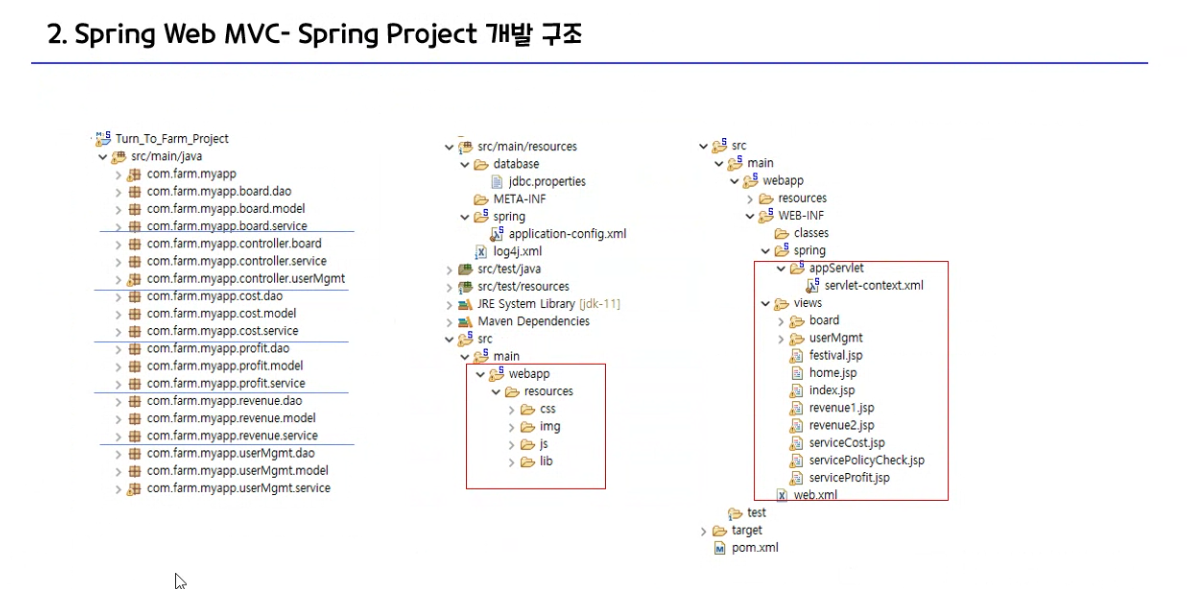 2. Spring Web MVC- Spring Project 개발 구조
Turn_To_Farm_Project
src/main/java
com.farm.myapp
com.farm.myapp.board.dao
com.farm.myapp.board.model
com.farm.myapp.board.service
com.farm.myapp.controller.board
com.farm.myapp.controller.service
com.farm.myapp.controller.userMgmt
com.farm.myapp.cost.dao
com.farm.myapp.cost.model
com.farm.myapp.cost.service
com.farm.myapp.profit.dao
com.farm.myapp.profit.model
com.farm.myapp.profit.service
com.farm.myapp.revenue.dao
com.farm.myapp.revenue.model
com.farm.myapp.revenue.service
com.farm.myapp.userMgmt.dao
com.farm.myapp.userMgmt.model
com.farm.myapp.userMgmt.service
src/main/resources
database
jdbc.properties
META-INF
spring
application-config.xml
log4j.xml
src/test/java
src/test/resources
JRE System Library [jdk-11]
Maven Dependencies
src
main
webapp
resources
css
img
js
lib
src
main
webapp
resources
WEB-INF
classes
spring
appServlet
servlet-context.xml
views
board
userMgmt
festival.jsp
home.jsp
index.jsp
revenue1.jsp
revenue2.jsp
serviceCost.jsp
servicePolicyCheck.jsp
serviceProfit.jsp
web.xml
test
target
pom.xml